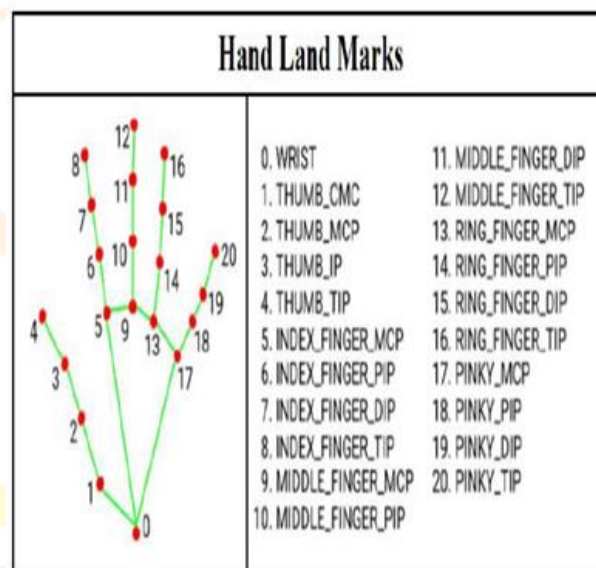 Hand Land Marks
12
8
16
11
7
15
20
6
10
14
19
4
5
9
13
18
3
17
2
1
0
0. WRIST
1. THUMB_CMC
2. THUMB_MCP
3. THUMB_IP
4. THUMB_TIP
5. INDEX_FINGER_MCP
6. INDEX_FINGER_PIP
7. INDEX_FINGER_DIP
8. INDEX_FINGER_TIP
9. MIDDLE_FINGER_MCP
10. MIDDLE_FINGER_PIP
11. MIDDLE_FINGER_DIP
12. MIDDLE_FINGER_TIP
13. RING_FINGER_MCP
14. RING_FINGER_PIP
15. RING_FINGER_DIP
16. RING_FINGER_TIP
17. PINKY_MCP
18. PINKY_PIP
19. PINKY_DIP
20. PINKY_TIP